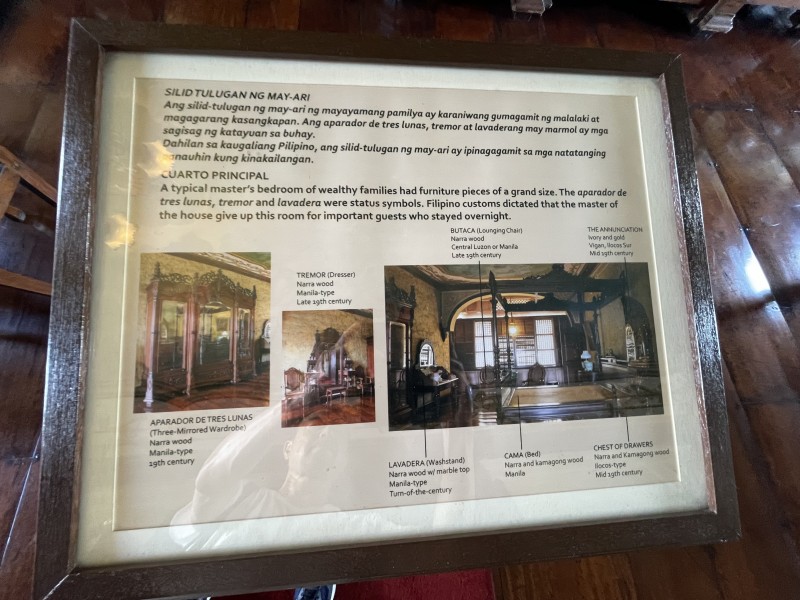 SILID TULUGAN NG MAY-ARI
Ang silid-tulugan ng may-ari ng mayayamang pamilya ay karaniwang gumagamit ng malalaki at
magagarang kasangkapan. Ang aparador de tres lunas, tremor at lavaderang may marmol ay mga
sagisag ng katayuan sa buhay.
Dahilan sa kaugaliang Pilipino, ang silid-tulugan ng may-ari ay ipinagagamit sa mga natatanging
panauhin kung kinakailangan.
CUARTO PRINCIPAL
A typical master's bedroom of wealthy families had furniture pieces of a grand size. The aparador de
tres lunas, tremor and lavadera were status symbols. Filipino customs dictated that the master of
the house give up this room for important guests who stayed overnight.
BUTACA (Lounging Chair)
Narra wood
Central Luzon or Manila
Late 19th century
THE ANNUNCIATION
Ivory and gold
Vigan, Ilocos Sur
Mid 19th century
TREMOR (Dresser)
Narra wood
Manila-type
Late 19th century
APARADOR DE TRES LUNAS
(Three-Mirrored Wardrobe)
Narra wood
Manila-type
19th century
LAVADERA (Washstand)
Narra wood w/ marble top
Manila-type
Turn-of-the-century
CAMA (Bed)
Narra and kamagong wood
Manila
CHEST OF DRAWERS
Narra and Kamagong wood
Ilocos-type
Mid 19th century